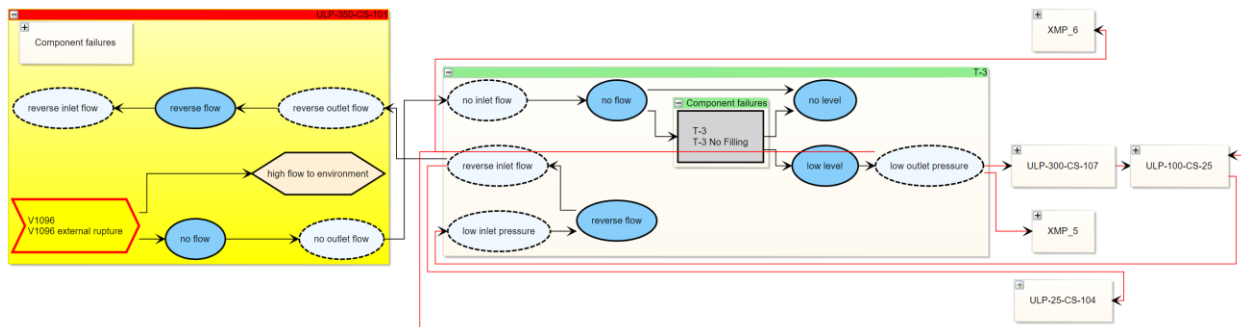 ULP-350-CS-101
Component failures
reverse inlet flow
reverse flow
reverse outlet flow
high flow to environment
V1096
V1096 external rupture
no flow
no outlet flow
T-3
no inlet flow
no flow
no level
Component failures
T-3
T-3 No Filling
reverse inlet flow
low level
low outlet pressure
low inlet pressure
reverse flow
XMP_6
ULP-300-CS-107
ULP-100-CS-25
XMP_5
ULP-25-CS-104